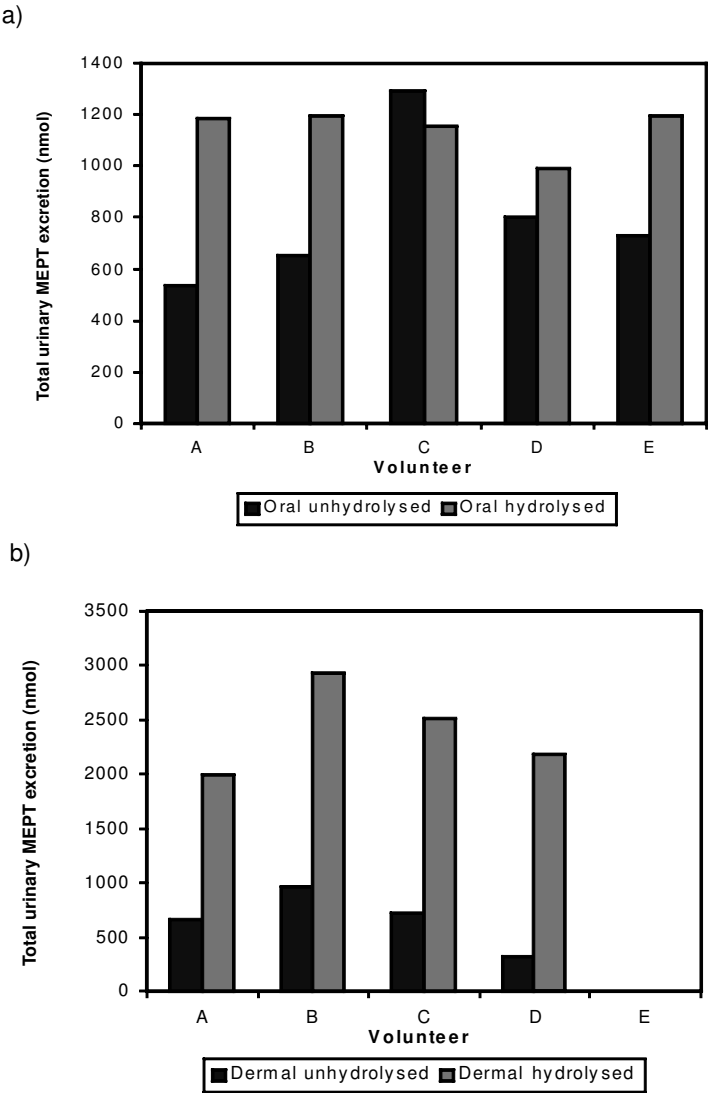 a)
Total urinary MEPT excretion (nmol)
1400
1200
1000
800
600
400
200
0
A B C D E
Volunteer
Oral unhydrolysed Oral hydrolysed
b)
Total urinary MEPT excretion (nmol)
3500
3000
2500
2000
1500
1000
500
0
A B C D E
Volunteer
Dermal unhydrolysed Dermal hydrolysed